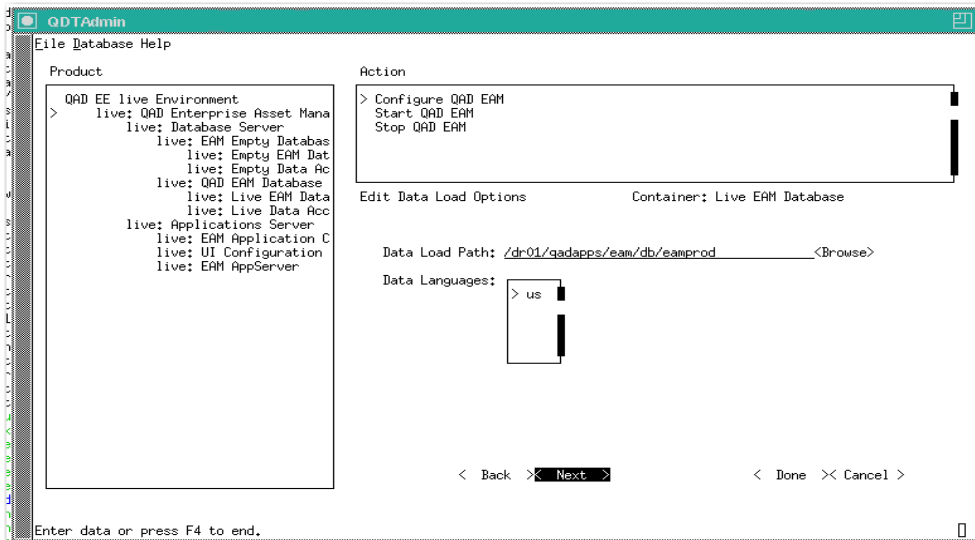 QDTAdmin
File Database Help
Product
QAD EE live Environment
> live: QAD Enterprise Asset Mana
live: Database Server
live: EAM Empty Databas
live: Empty EAM Dat
live: Empty Data Ac
live: QAD EAM Database
live: Live EAM Data
live: Live Data Acc
live: Applications Server
live: EAM Application C
live: UI Configuration
live: EAM AppServer
Action
> Configure QAD EAM
Start QAD EAM
Stop QAD EAM
Edit Data Load Options Container: Live EAM Database
Data Load Path: /dr01/qadapps/eam/db/eamprod <Browse>
Data Languages:
> us
< Back >< Next > < Done >< Cancel >
Enter data or press F4 to end.